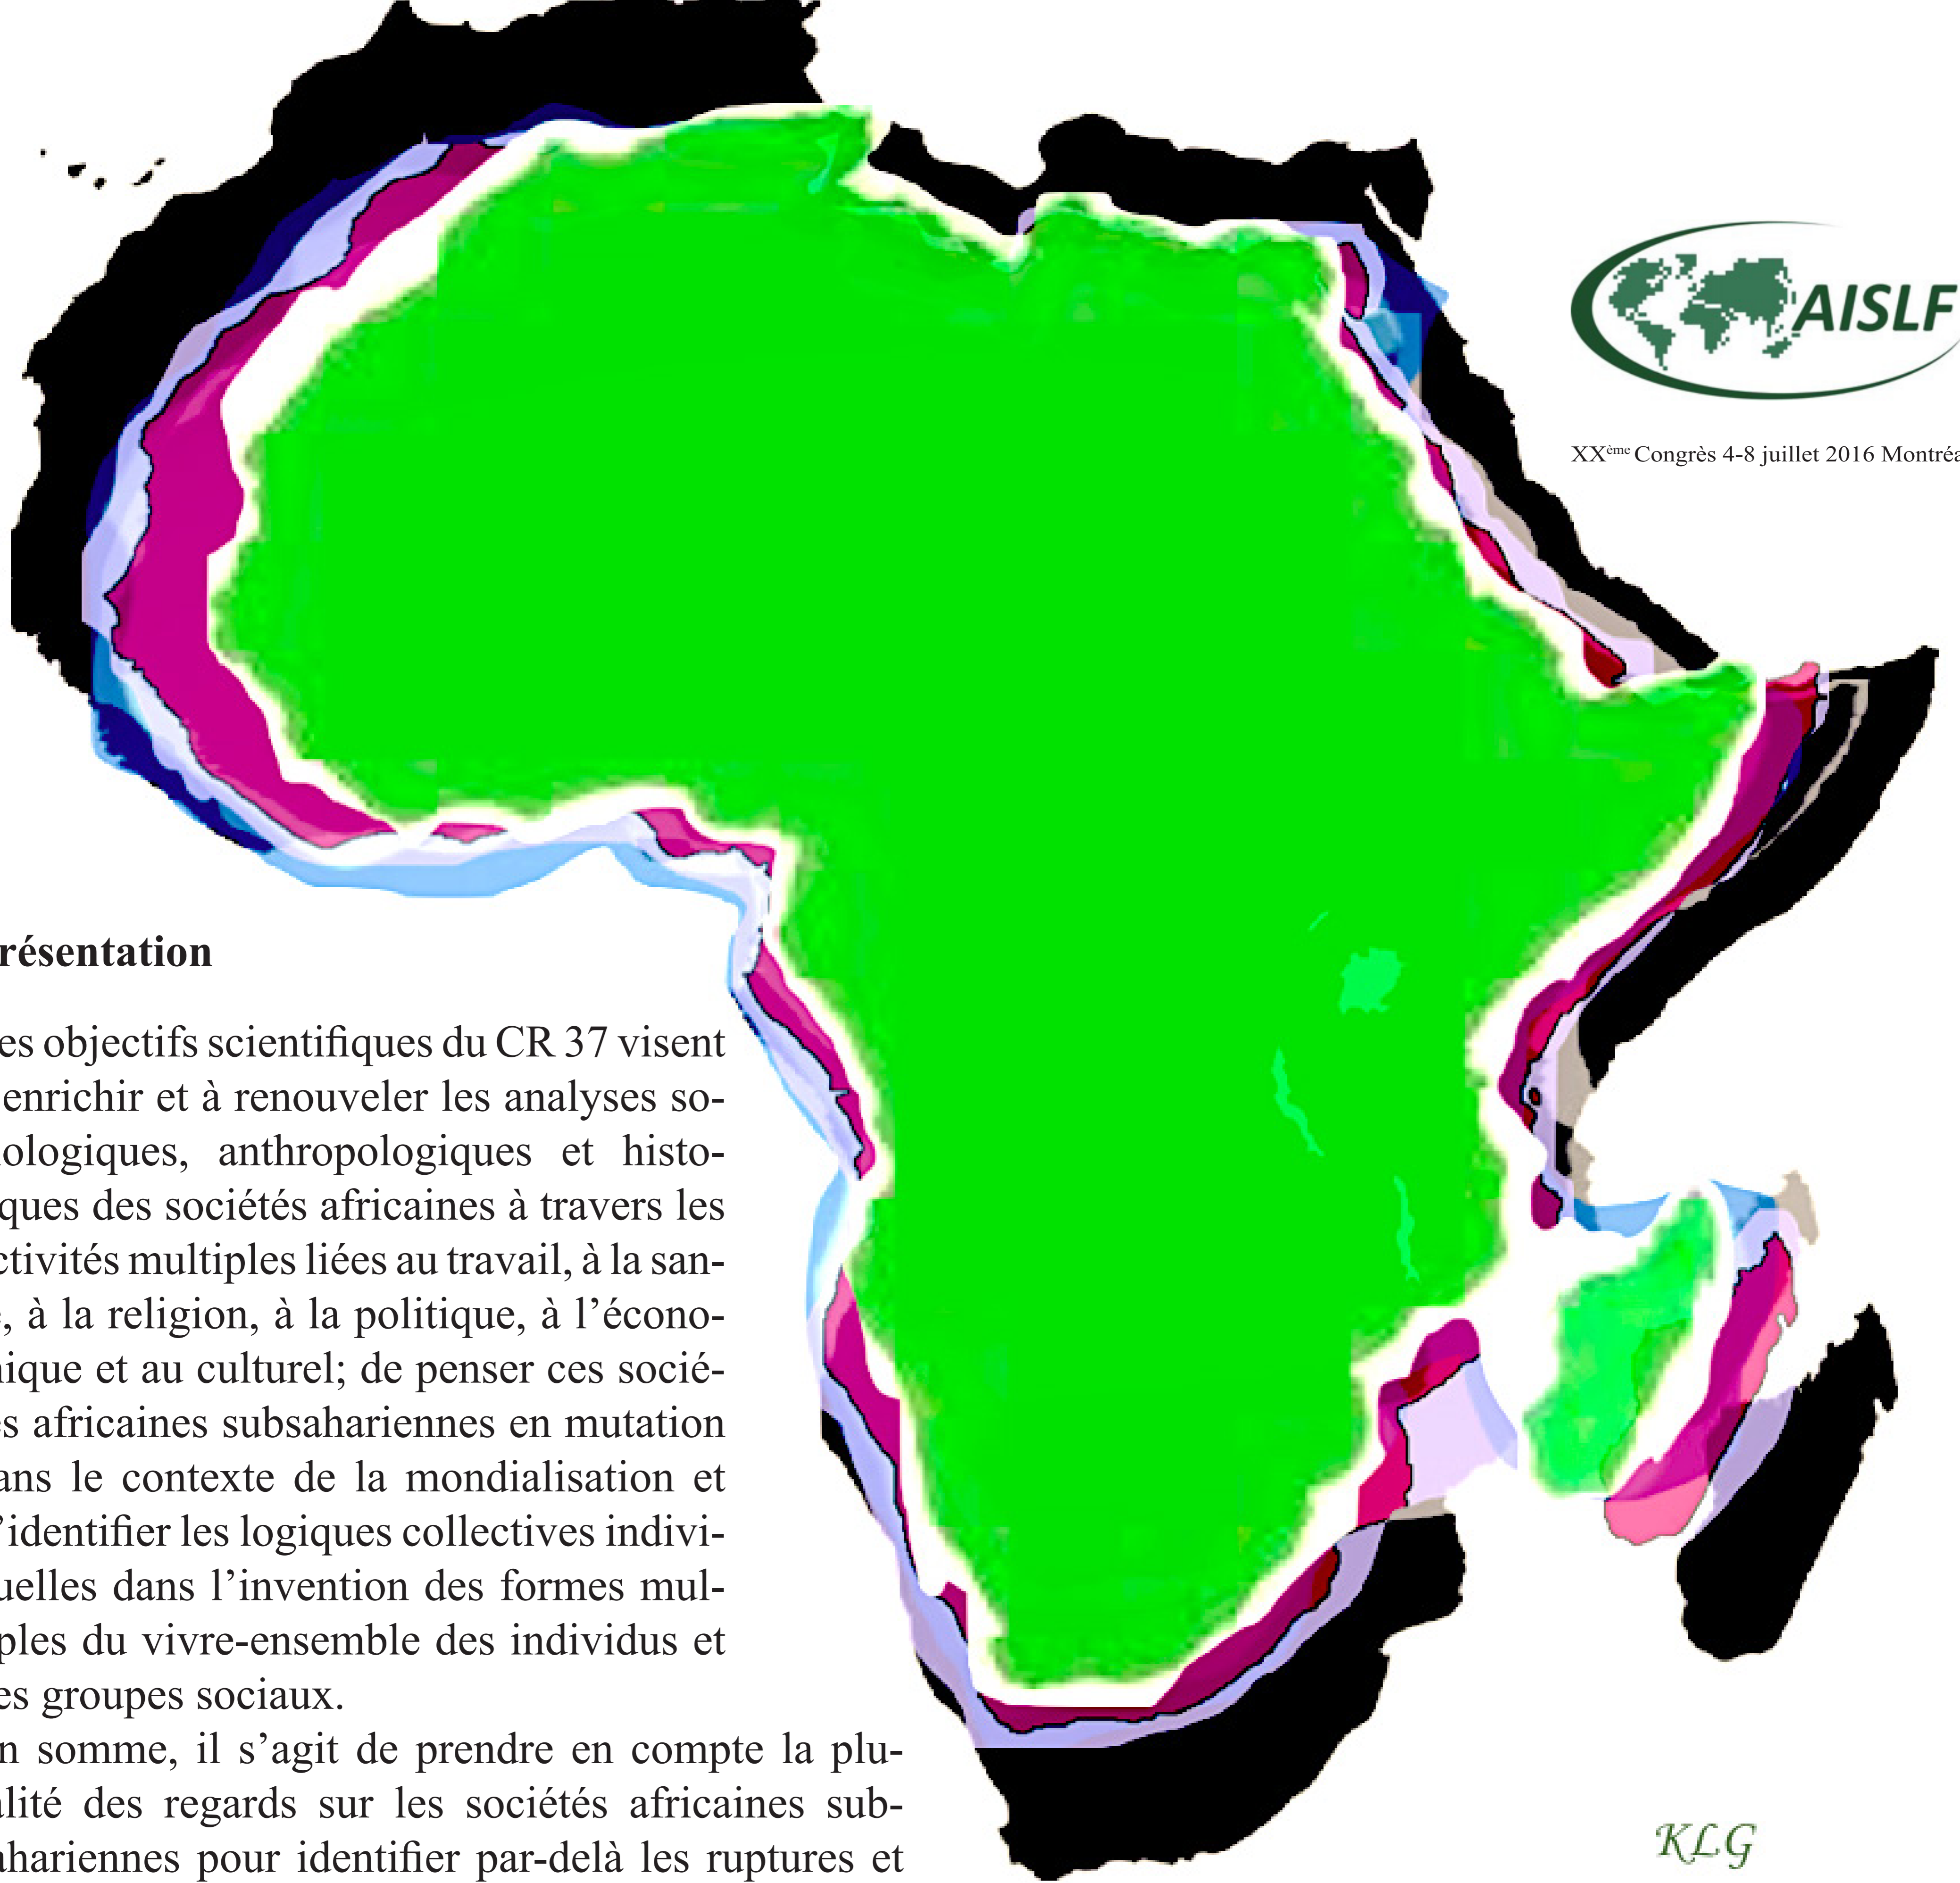 AISLF
XXème Congrès 4-8 juillet 2016 Montréa
résentation
es objectifs scientifiques du CR 37 visent
enrichir et à renouveler les analyses so-
ologiques, anthropologiques et histo-
ques des sociétés africaines à travers les
ctivités multiples liées au travail, à la san-
, à la religion, à la politique, à l’écono-
ique et au culturel; de penser ces socié-
s africaines subsahariennes en mutation
ans le contexte de la mondialisation et
’identifier les logiques collectives indivi-
uelles dans l’invention des formes mul-
ples du vivre-ensemble des individus et
es groupes sociaux.
n somme, il s’agit de prendre en compte la plu-
alité des regards sur les sociétés africaines sub-
ahariennes pour identifier par-delà les ruptures et
KLG